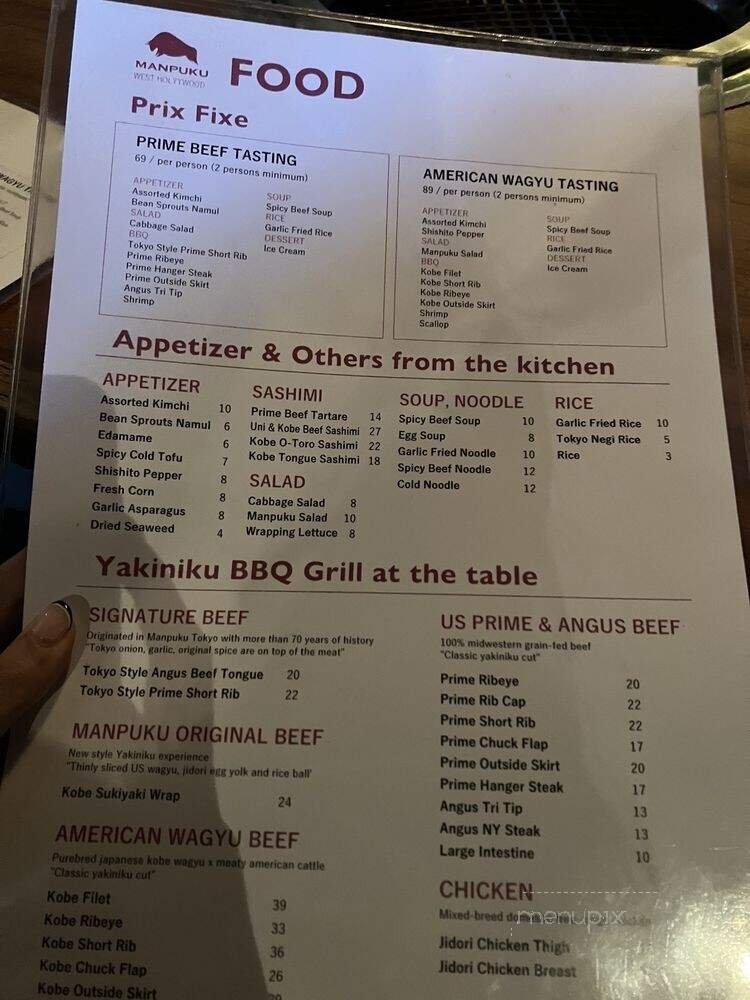 MANPUKU
WEST HOLLYWOOD
FOOD
Prix Fixe
PRIME BEEF TASTING
69 / per person (2 persons minimum)
APPETIZER
Assorted Kimchi
Bean Sprouts Namul
SALAD
Cabbage Salad
BBQ
Tokyo Style Prime Short Rib
Prime Ribeye
Prime Hanger Steak
Prime Outside Skirt
Angus Tri Tip
Shrimp
SOUP
Spicy Beef Soup
RICE
Garlic Fried Rice
DESSERT
Ice Cream
AMERICAN WAGYU TASTING
89 / per person (2 persons minimum)
APPETIZER
Assorted Kimchi
Shishito Pepper
SALAD
Manpuku Salad
BBQ
Kobe Filet
Kobe Short Rib
Kobe Ribeye
Kobe Outside Skirt
Shrimp
Scallop
SOUP
Spicy Beef Soup
RICE
Garlic Fried Rice
DESSERT
Ice Cream
Appetizer & Others from the kitchen
APPETIZER
Assorted Kimchi 10
Bean Sprouts Namul 6
Edamame 6
Spicy Cold Tofu 7
Shishito Pepper 8
Fresh Corn 8
Garlic Asparagus 8
Dried Seaweed 4
SASHIMI
Prime Beef Tartare 14
Uni & Kobe Beef Sashimi 27
Kobe O-Toro Sashimi 22
Kobe Tongue Sashimi 18
SALAD
Cabbage Salad 8
Manpuku Salad 10
Wrapping Lettuce 8
SOUP, NOODLE
Spicy Beef Soup 10
Egg Soup 8
Garlic Fried Noodle 10
Spicy Beef Noodle 12
Cold Noodle 12
RICE
Garlic Fried Rice 10
Tokyo Negi Rice 5
Rice 3
Yakiniku BBQ Grill at the table
SIGNATURE BEEF
Originated in Manpuku Tokyo with more than 70 years of history
"Tokyo onion, garlic, original spice are on top of the meat"
Tokyo Style Angus Beef Tongue 20
Tokyo Style Prime Short Rib 22
MANPUKU ORIGINAL BEEF
New style Yakiniku experience
"Thinly sliced US wagyu, jidori egg yolk and rice ball'
Kobe Sukiyaki Wrap 24
AMERICAN WAGYU BEEF
Purebred japanese kobe wagyu x meaty american cattle
"Classic yakiniku cut"
Kobe Filet 39
Kobe Ribeye 33
Kobe Short Rib 36
Kobe Chuck Flap 26
Kobe Outside Skirt
US PRIME & ANGUS BEEF
100% midwestern grain-fed beef
"Classic yakiniku cut"
Prime Ribeye 20
Prime Rib Cap 22
Prime Short Rib 22
Prime Chuck Flap 17
Prime Outside Skirt 20
Prime Hanger Steak 17
Angus Tri Tip 13
Angus NY Steak 13
Large Intestine 10
CHICKEN
Mixed-breed
menupix
Jidori Chicken Thigh
Jidori Chicken Breast